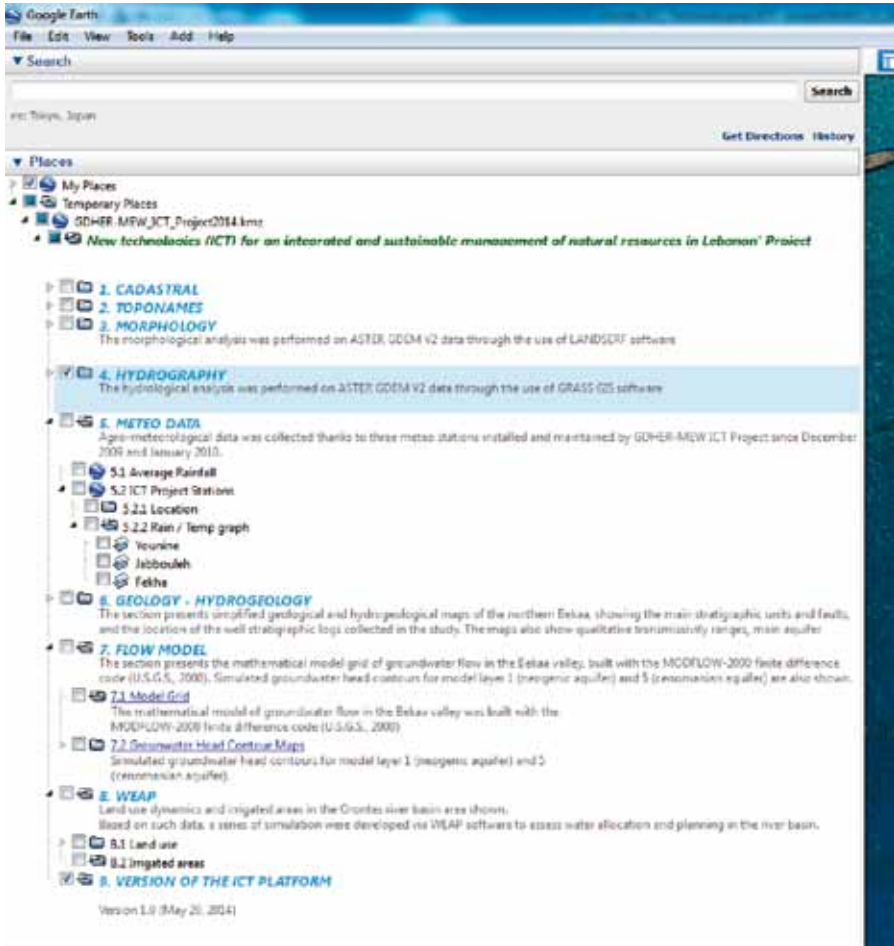 Google Earth
File Edit View Tools Add Help
Search
Search
ex: Tokyo, Japan
Get Directions History
Places
My Places
Temporary Places
GDHER-MEW_ICT_Project2014.kmz
New technologies (ICT) for an integrated and sustainable management of natural resources in Lebanon' Project
1. CADASTRAL
2. TOPONAMES
3. MORPHOLOGY
The morphological analysis was performed on ASTER GDEM V2 data through the use of LANDSERF software
4. HYDROGRAPHY
The hydrological analysis was performed on ASTER GDEM V2 data through the use of GRASS GIS software
5. METEO DATA
Agro-meteorological data was collected thanks to three meteo stations installed and maintained by GDHER-MEW ICT Project since December
2009 and January 2010.
5.1 Average Rainfall
5.2 ICT Project Stations
5.2.1 Location
5.2.2 Rain / Temp graph
Younine
Jabbouleh
Fekha
6. GEOLOGY - HYDROGEOLOGY
The section presents simplified geological and hydrogeological maps of the northern Bekaa, showing the main stratigraphic units and faults,
and the location of the well stratigraphic logs collected in the study. The maps also show qualitative transmissivity ranges, main aquifer
7. FLOW MODEL
The section presents the mathematical model grid of groundwater flow in the Bekaa valley, built with the MODFLOW-2000 finite difference
code (U.S.G.S., 2000). Simulated groundwater head contours for model layer 1 (neogenic aquifer) and 5 (cenomanian aquifer) are also shown.
7.1 Model Grid
The mathematical model of groundwater flow in the Bekaa valley was built with the
MODFLOW-2000 finite difference code (U.S.G.S., 2000)
7.2 Grounwater Head Contour Maps
Simulated groundwater head contours for model layer 1 (neogenic aquifer) and 5
(cenomanian aquifer).
8. WEAP
Land use dynamics and irrigated areas in the Orontes river basin area shown.
Based on such data, a series of simulation were developed via WEAP software to assess water allocation and planning in the river basin.
8.1 Land use
8.2 Irrigated areas
9. VERSION OF THE ICT PLATFORM
Version 1.0 (May 20, 2014)